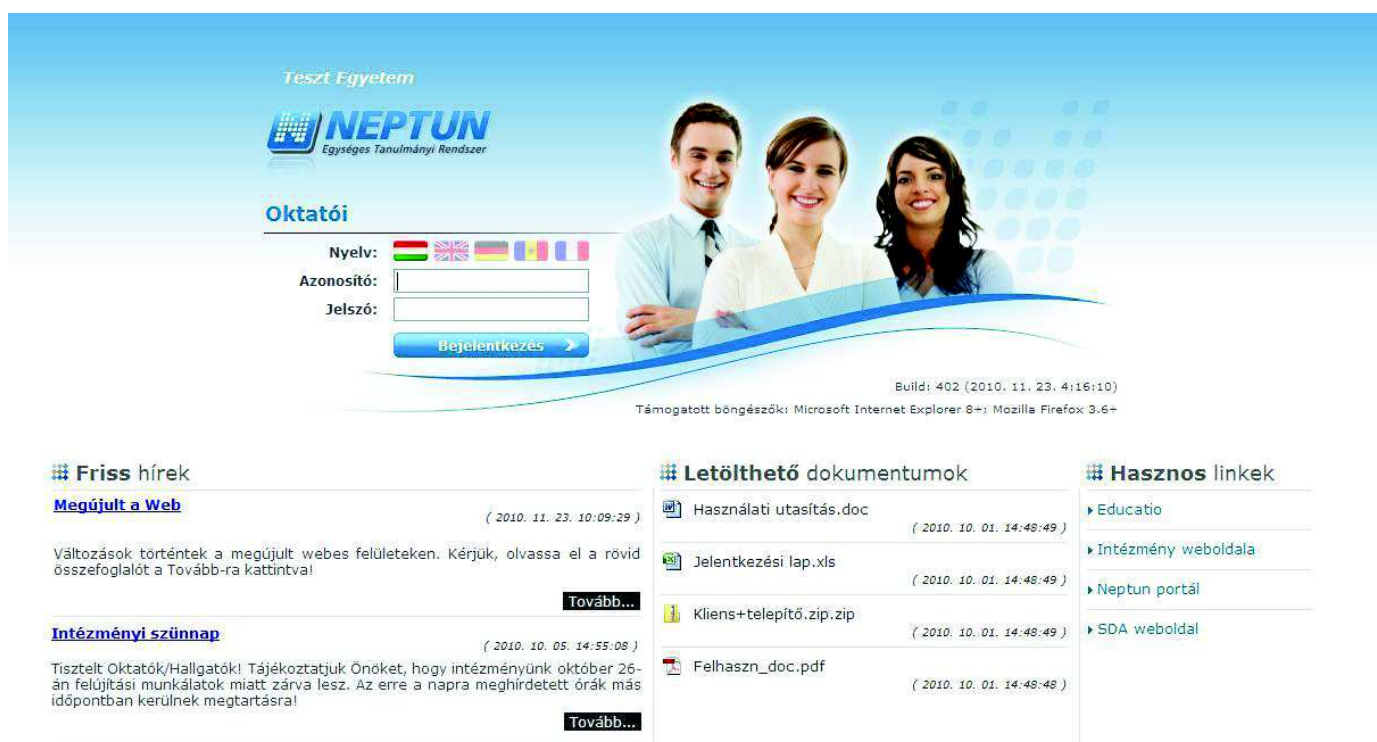 Teszt Egyetem
NEPTUN
Egységes Tanulmányi Rendszer
Oktatói
Nyelv:
Azonosító:
Jelszó:
Bejelentkezés
Build: 402 (2010. 11. 23. 4:16:10)
Támogatott böngészők: Microsoft Internet Explorer 8+; Mozilla Firefox 3.6+
Friss hírek
Megújult a Web
( 2010. 11. 23. 10:09:29 )
Változások történtek a megújult webes felületeken. Kérjük, olvassa el a rövid
összefoglalót a Tovább-ra kattintva!
Tovább...
Intézményi szünnap
( 2010. 10. 05. 14:55:08 )
Tisztelt Oktatók/Hallgatók! Tájékoztatjuk Önöket, hogy intézményünk október 26-
án felújítási munkálatok miatt zárva lesz. Az erre a napra meghírdetett órák más
időpontban kerülnek megtartásra!
Tovább...
Letölthető dokumentumok
Használati utasítás.doc
( 2010. 10. 01. 14:48:49 )
Jelentkezési lap.xls
( 2010. 10. 01. 14:48:49 )
Kliens+telepítő.zip.zip
( 2010. 10. 01. 14:48:49 )
Felhaszn_doc.pdf
( 2010. 10. 01. 14:48:48 )
Hasznos linkek
Educatio
Intézmény weboldala
Neptun portál
SDA weboldal